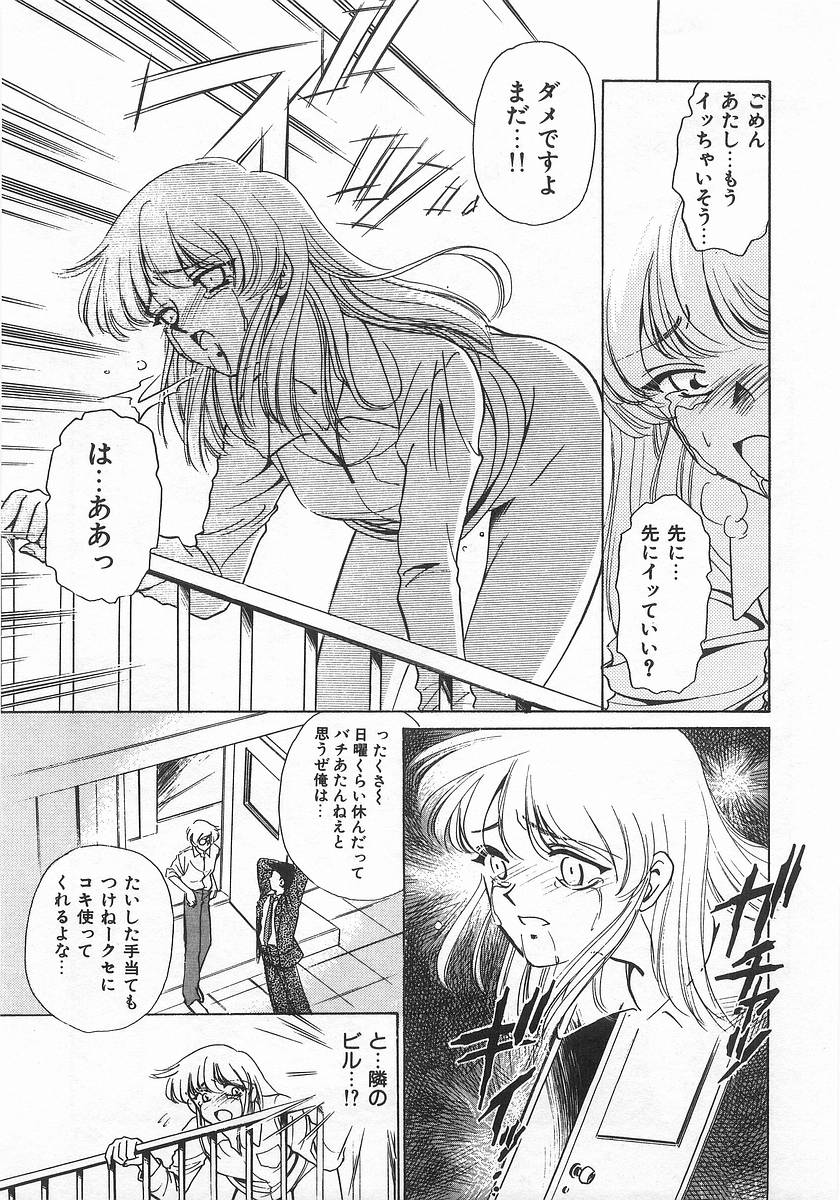 ごめん
あたし…もう
イッちゃいそう…
先に…
先にイッていい？
ダメですよ
まだ…!!
は…ああっ
ガチャ
ギィ
ったくさ～
日曜くらい休んだって
バチあたんねえと
思うぜ俺は…
たいした手当ても
つけねークセに
コキ使って
くれるよな…
と…隣の
ビル…!?